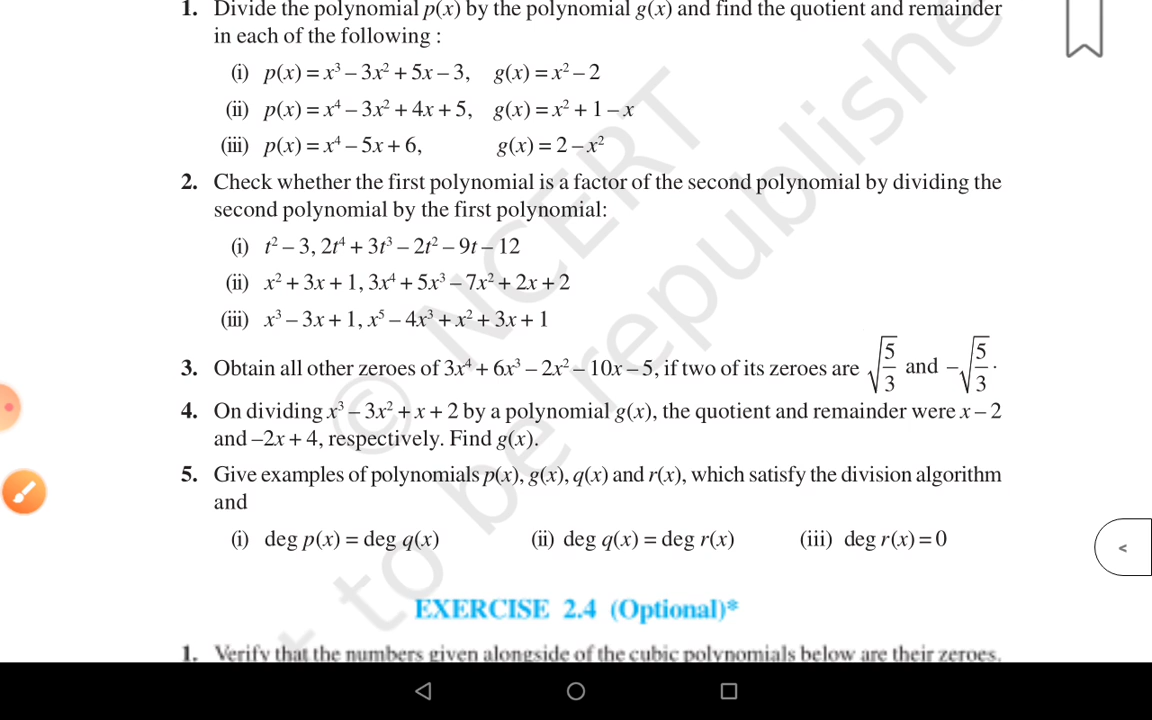 1. Divide the polynomial p(x) by the polynomial g(x) and find the quotient and remainder
in each of the following :
(i) p(x) = x³ – 3x² + 5x – 3, g(x) = x² – 2
(ii) p(x) = x⁴ – 3x² + 4x + 5, g(x) = x² + 1 – x
(iii) p(x) = x⁴ – 5x + 6, g(x) = 2 – x²
2. Check whether the first polynomial is a factor of the second polynomial by dividing the
second polynomial by the first polynomial:
(i) t² – 3, 2t⁴ + 3t³ – 2t² – 9t – 12
(ii) x² + 3x + 1, 3x⁴ + 5x³ – 7x² + 2x + 2
(iii) x³ – 3x + 1, x⁵ – 4x³ + x² + 3x + 1
3. Obtain all other zeroes of 3x⁴ + 6x³ – 2x² – 10x – 5, if two of its zeroes are √(5/3) and –√(5/3).
4. On dividing x³ – 3x² + x + 2 by a polynomial g(x), the quotient and remainder were x – 2
and –2x + 4, respectively. Find g(x).
5. Give examples of polynomials p(x), g(x), q(x) and r(x), which satisfy the division algorithm
and
(i) deg p(x) = deg q(x) (ii) deg q(x) = deg r(x) (iii) deg r(x) = 0
EXERCISE 2.4 (Optional)*
1. Verify that the numbers given alongside of the cubic polynomials below are their zeroes.
© NCERT
to be republishe
<